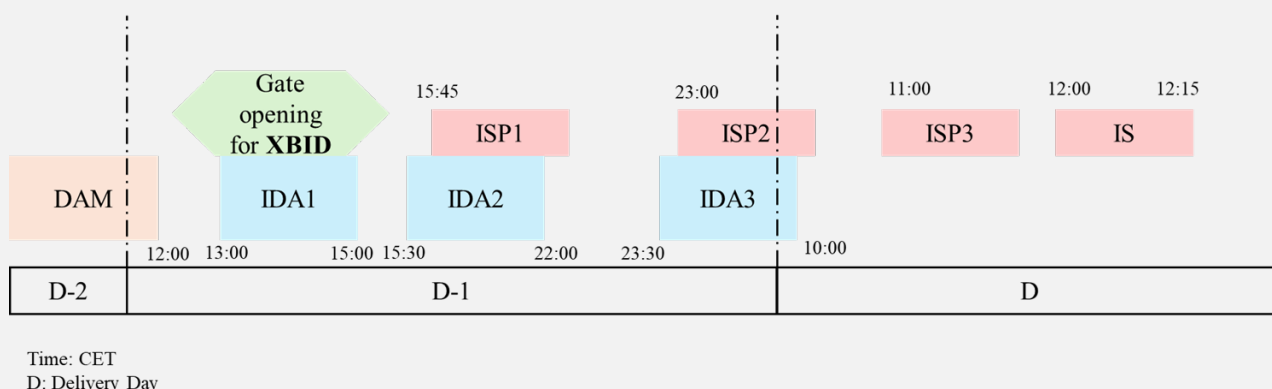 Gate
opening
for XBID
15:45
23:00
11:00
12:00
12:15
ISP1
ISP2
ISP3
IS
DAM
IDA1
IDA2
IDA3
12:00
13:00
15:00
15:30
22:00
23:30
10:00
D-2
D-1
D
Time: CET
D: Delivery Day